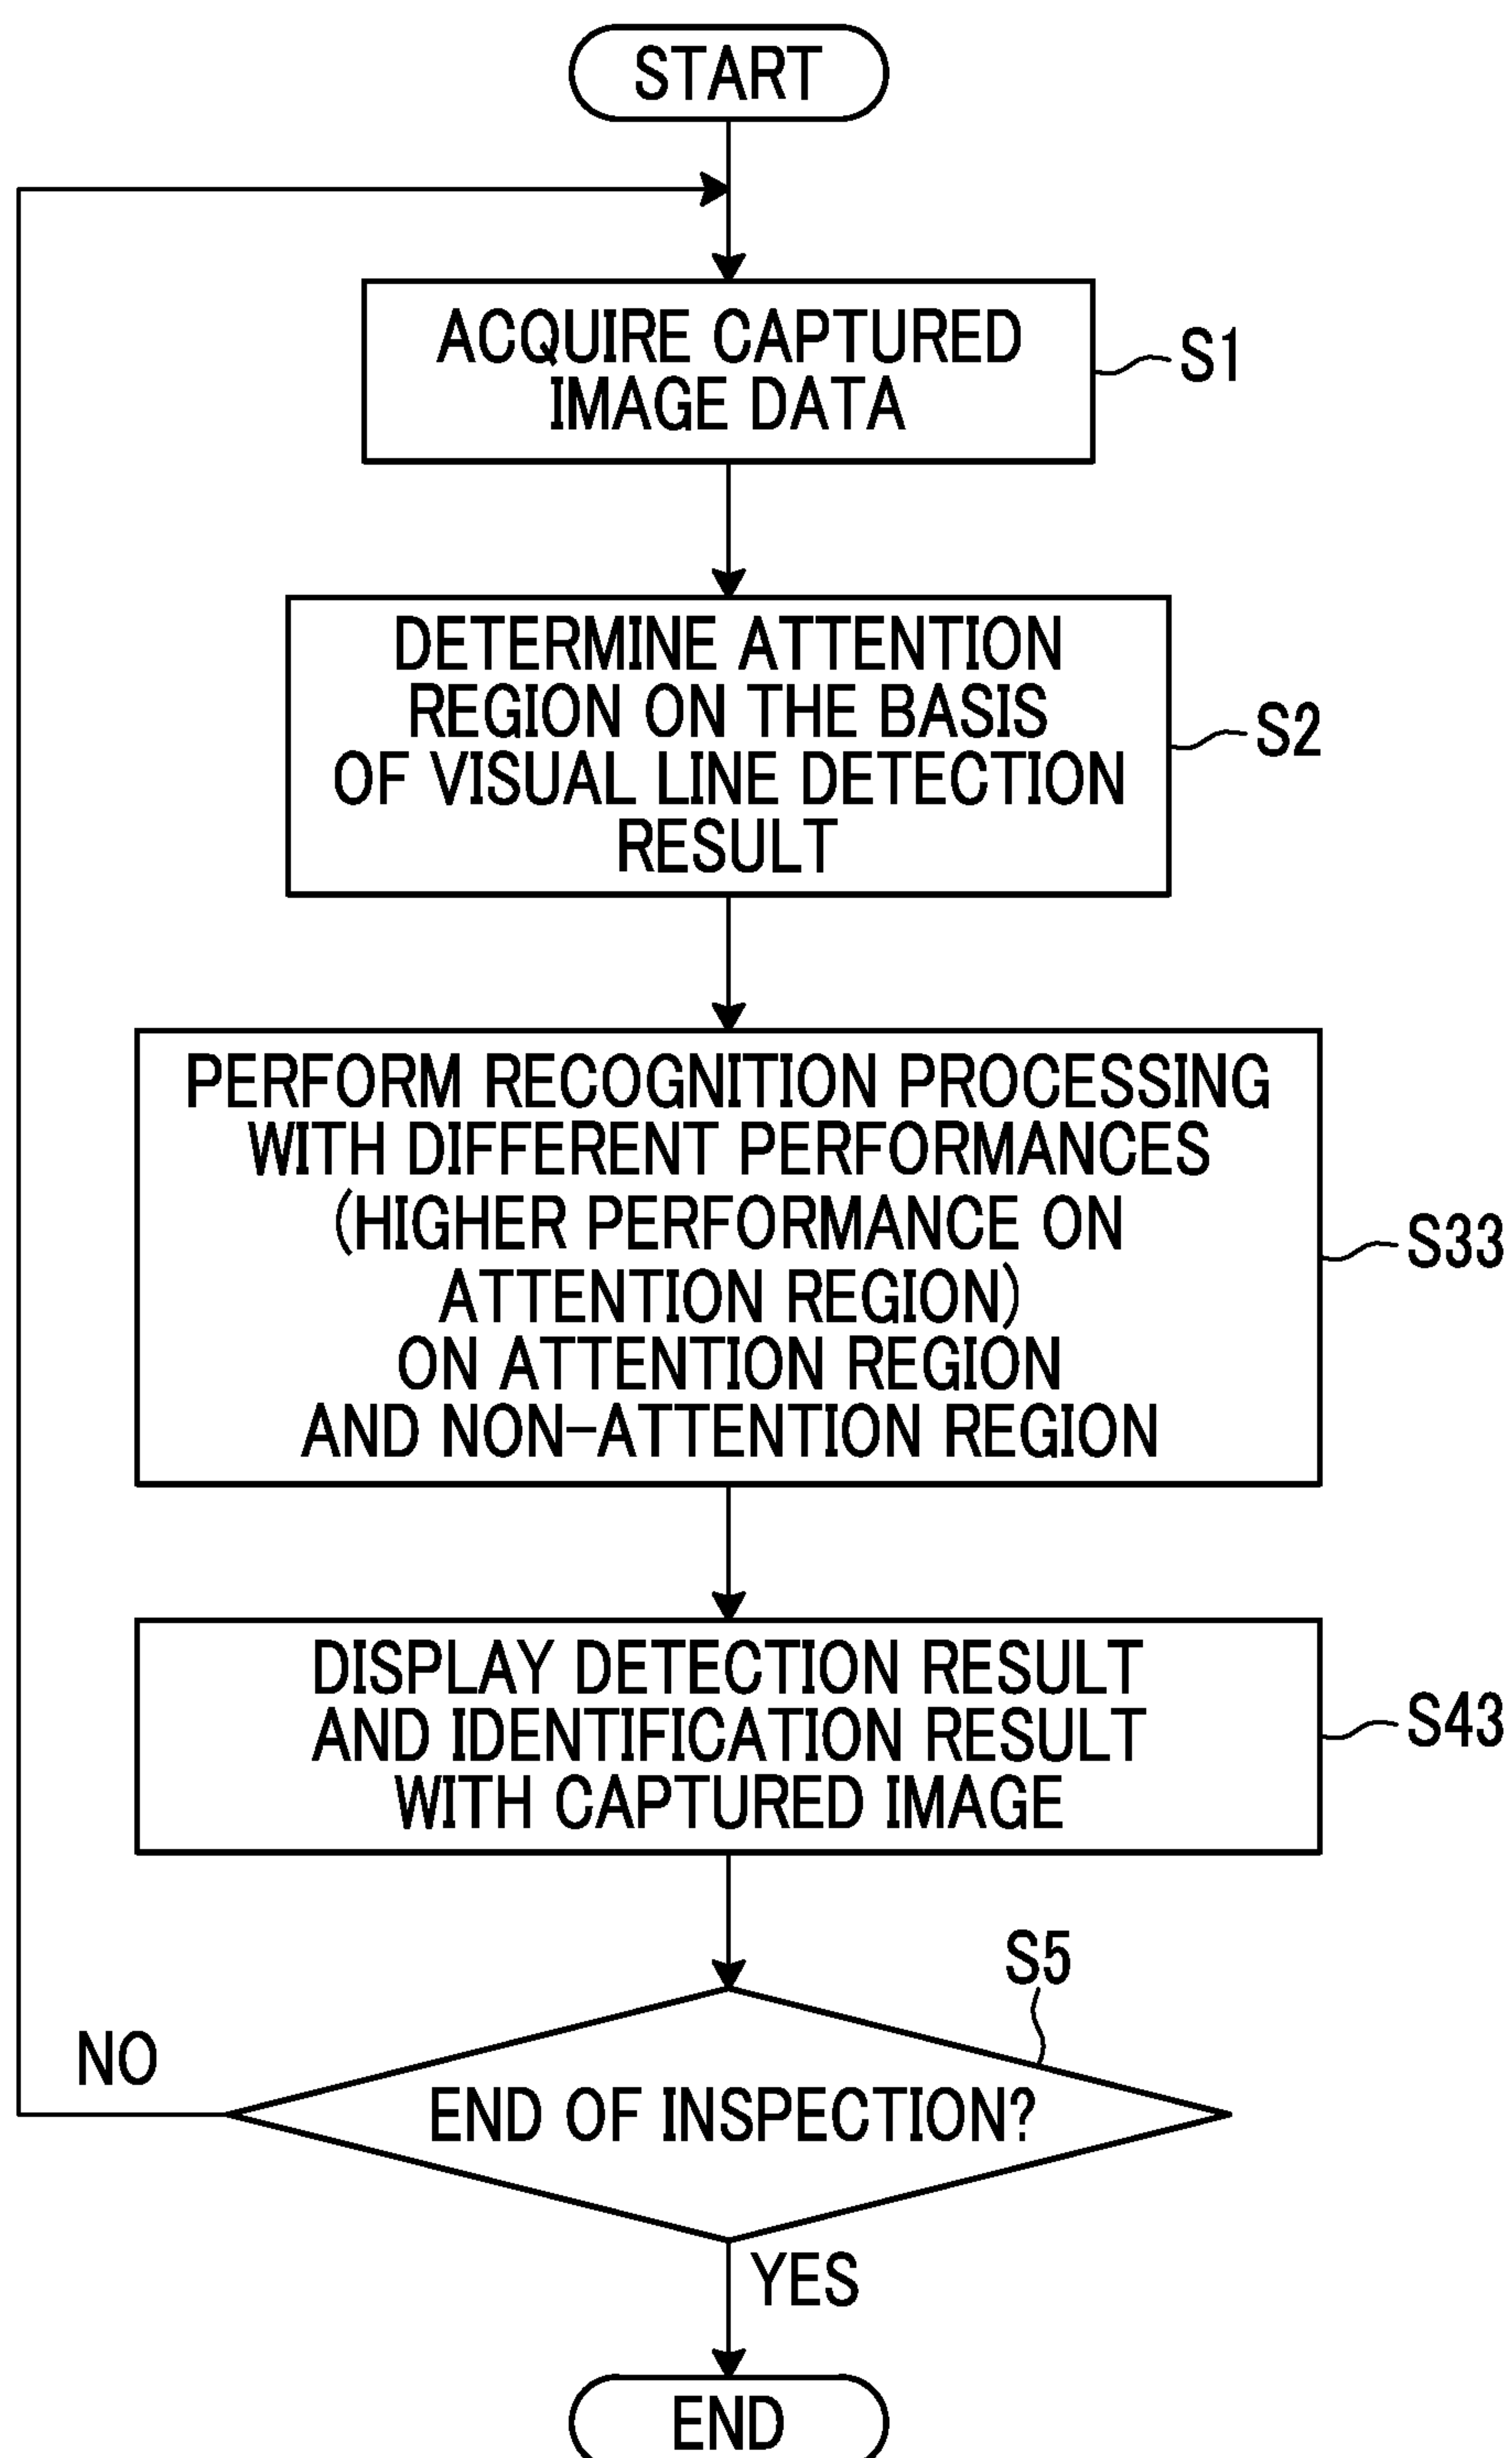 START
ACQUIRE CAPTURED
IMAGE DATA
S1
DETERMINE ATTENTION
REGION ON THE BASIS
OF VISUAL LINE DETECTION
RESULT
S2
PERFORM RECOGNITION PROCESSING
WITH DIFFERENT PERFORMANCES
(HIGHER PERFORMANCE ON
ATTENTION REGION)
ON ATTENTION REGION
AND NON-ATTENTION REGION
S33
DISPLAY DETECTION RESULT
AND IDENTIFICATION RESULT
WITH CAPTURED IMAGE
S43
S5
NO
END OF INSPECTION?
YES
END